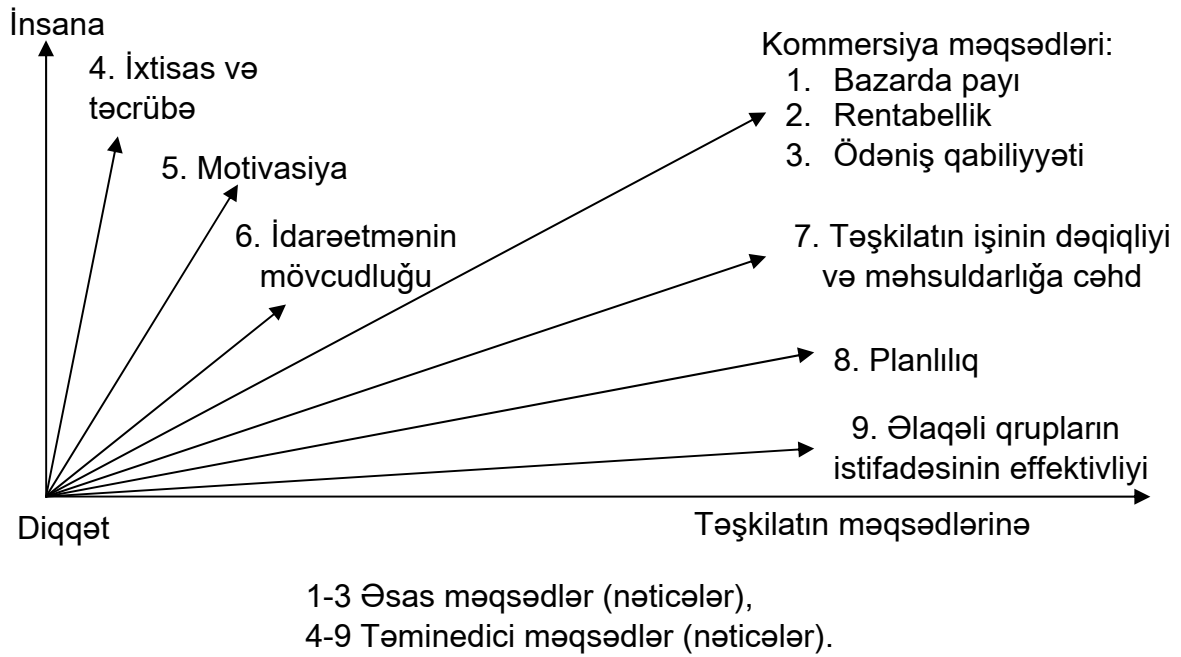 İnsana
4. İxtisas və
təcrübə
5. Motivasiya
6. İdarəetmənin
mövcudluğu
Kommersiya məqsədləri:
1. Bazarda payı
2. Rentabellik
3. Ödəniş qabiliyyəti
7. Təşkilatın işinin dəqiqliyi
və məhsuldarlığa cəhd
8. Planlılıq
9. Əlaqəli qrupların
istifadəsinin effektivliyi
Diqqət
Təşkilatın məqsədlərinə
1-3 Əsas məqsədlər (nəticələr),
4-9 Təminedici məqsədlər (nəticələr).